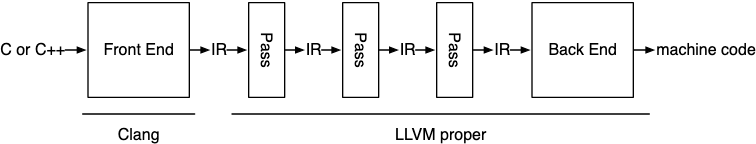 C or C++ Front End IR Pass IR Pass IR Pass IR Back End machine code
Clang LLVM proper